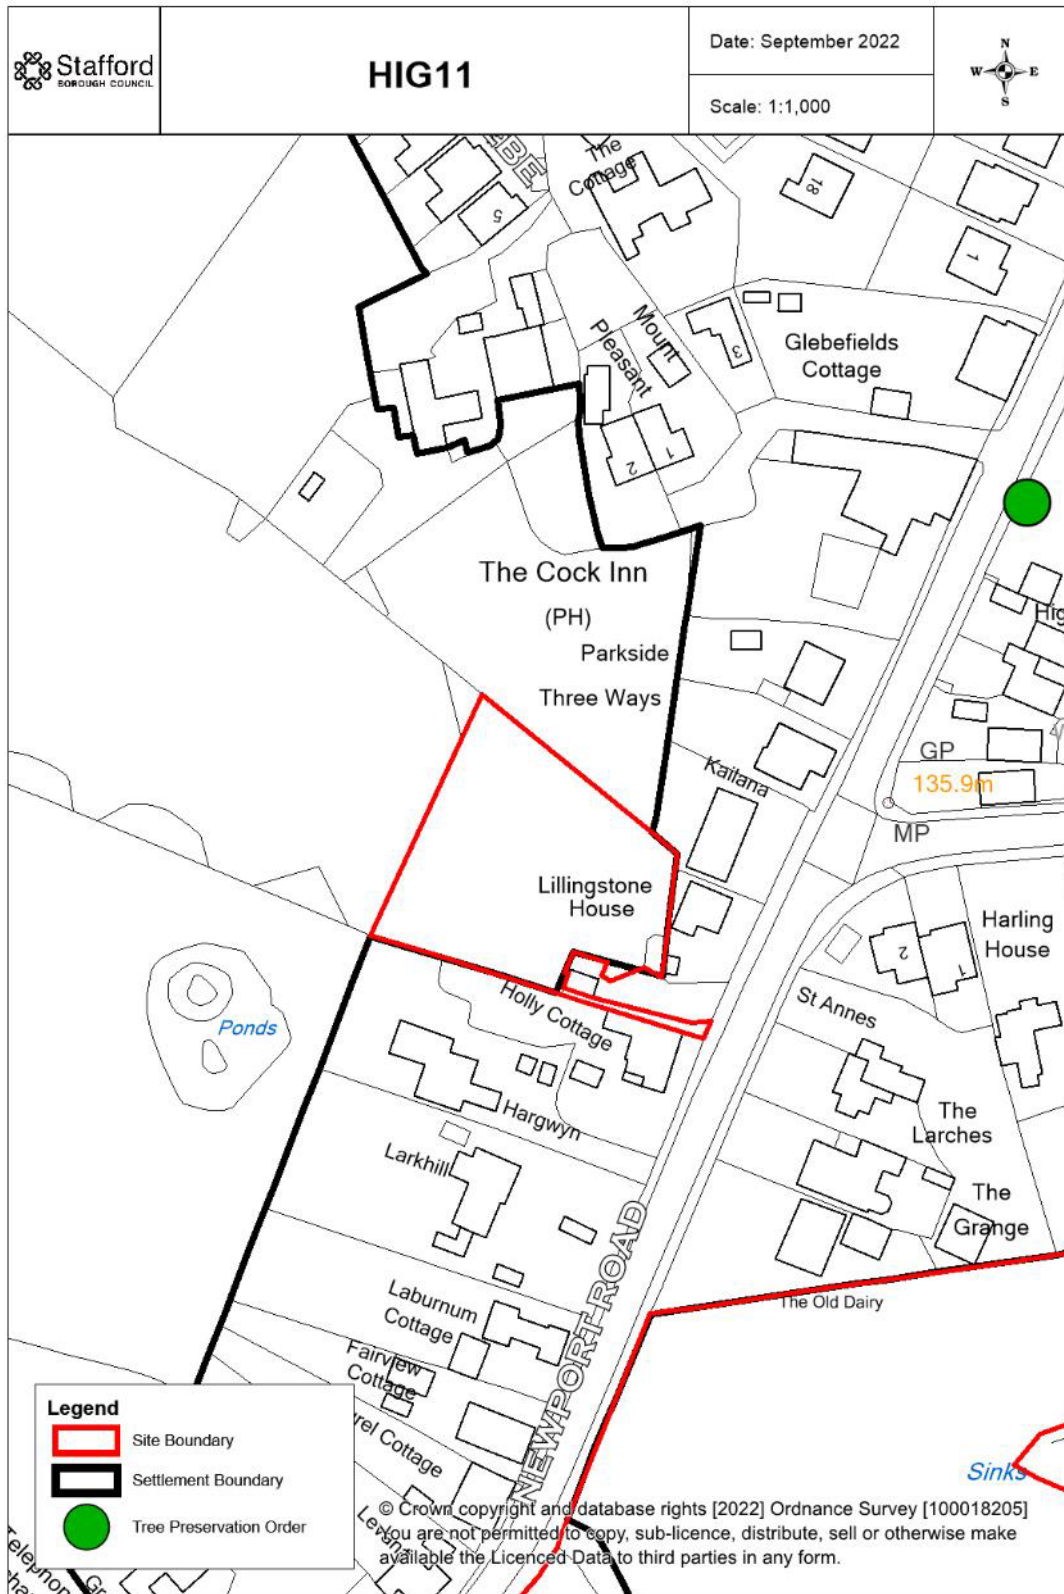 Stafford
BOROUGH COUNCIL
HIG11
Date: September 2022
Scale: 1:1,000
N
W E
S
The
Cottage
5
18
1
Mount
Pleasant
3
Glebefields
Cottage
2
1
The Cock Inn
(PH)
Parkside
Three Ways
Kailana
GP
135.9m
MP
Lillingstone
House
Harling
House
2
1
St Annes
Holly Cottage
Ponds
Hargwyn
Larkhill
The
Larches
The
Grange
NEWPORT ROAD
Laburnum
Cottage
The Old Dairy
Fairview
Cottage
Sinks
Legend
Site Boundary
Settlement Boundary
Tree Preservation Order
© Crown copyright and database rights [2022] Ordnance Survey [100018205]
You are not permitted to copy, sub-licence, distribute, sell or otherwise make
available the Licenced Data to third parties in any form.